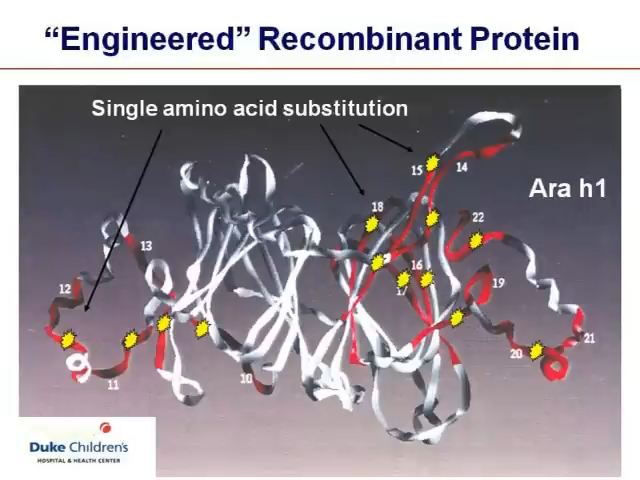 “Engineered” Recombinant Protein
Single amino acid substitution
Ara h1
15
14
18
22
13
16
12
17
19
21
20
11
10
Duke Children's
HOSPITAL & HEALTH CENTER